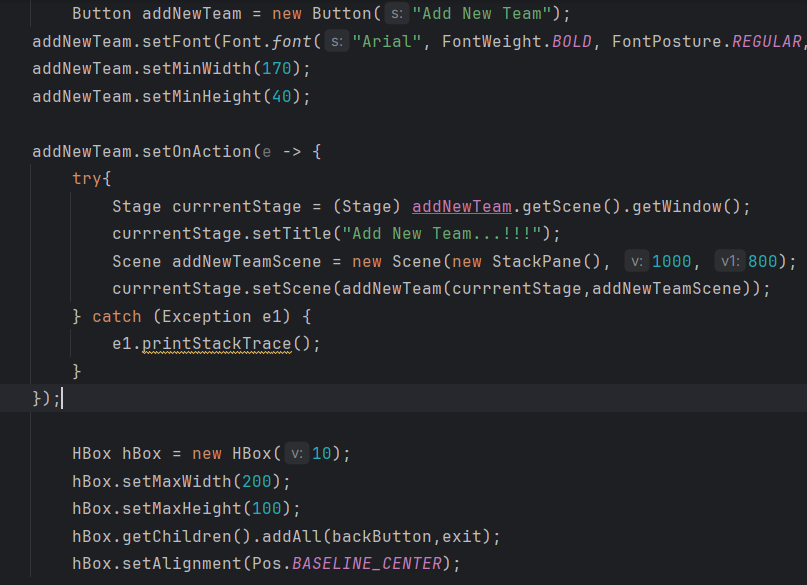 Button addNewTeam = new Button( s: "Add New Team");
addNewTeam.setFont(Font.font( s: "Arial", FontWeight.BOLD, FontPosture.REGULAR,
addNewTeam.setMinWidth(170);
addNewTeam.setMinHeight(40);
addNewTeam.setOnAction(e -> {
try{
Stage currrentStage = (Stage) addNewTeam.getScene().getWindow();
currrentStage.setTitle("Add New Team...!!!");
Scene addNewTeamScene = new Scene(new StackPane(), v: 1000, v1: 800);
currrentStage.setScene(addNewTeam(currrentStage,addNewTeamScene));
} catch (Exception e1) {
e1.printStackTrace();
}
});
HBox hBox = new HBox( v: 10);
hBox.setMaxWidth(200);
hBox.setMaxHeight(100);
hBox.getChildren().addAll(backButton,exit);
hBox.setAlignment(Pos.BASELINE_CENTER);